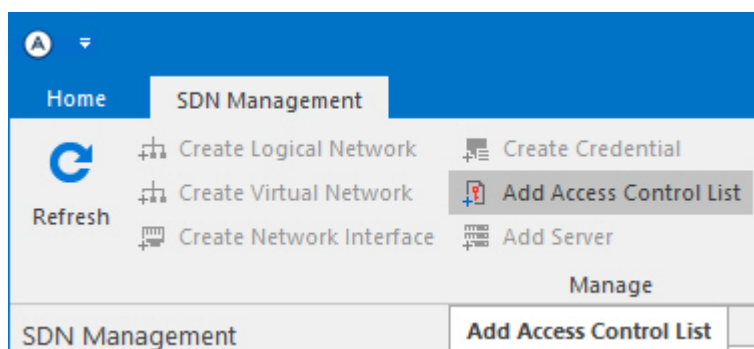 A
Home SDN Management
Create Logical Network Create Credential
Create Virtual Network Add Access Control List
Refresh
Create Network Interface Add Server
Manage
SDN Management Add Access Control List